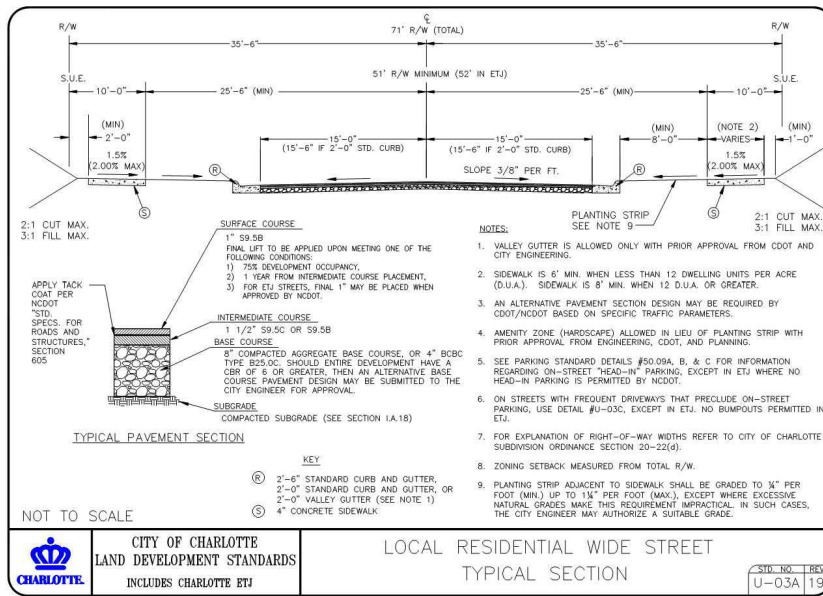 R/W
℄
71' R/W (TOTAL)
R/W
35'-6"
35'-6"
S.U.E.
51' R/W MINIMUM (52' IN ETJ)
S.U.E.
10'-0"
25'-6" (MIN)
25'-6" (MIN)
10'-0"
(MIN)
2'-0"
15'-0"
(15'-6" IF 2'-0" STD. CURB)
15'-0"
(15'-6" IF 2'-0" STD. CURB)
(MIN)
8'-0"
(NOTE 2)
VARIES
(MIN)
1'-0"
1.5%
(2.00% MAX)
R
SLOPE 3/8" PER FT.
R
1.5%
(2.00% MAX)
S
S
2:1 CUT MAX.
3:1 FILL MAX.
PLANTING STRIP
SEE NOTE 9
2:1 CUT MAX.
3:1 FILL MAX.
SURFACE COURSE
1" S9.5B
FINAL LIFT TO BE APPLIED UPON MEETING ONE OF THE
FOLLOWING CONDITIONS:
1) 75% DEVELOPMENT OCCUPANCY,
2) 1 YEAR FROM INTERMEDIATE COURSE PLACEMENT,
3) FOR ETJ STREETS, FINAL 1" MAY BE PLACED WHEN
APPROVED BY NCDOT.
APPLY TACK
COAT PER
NCDOT
"STD.
SPECS. FOR
ROADS AND
STRUCTURES,"
SECTION
605
INTERMEDIATE COURSE
1 1/2" S9.5C OR S9.5B
BASE COURSE
8" COMPACTED AGGREGATE BASE COURSE, OR 4" BCBC
TYPE B25.0C. SHOULD ENTIRE DEVELOPMENT HAVE A
CBR OF 6 OR GREATER, THEN AN ALTERNATIVE BASE
COURSE PAVEMENT DESIGN MAY BE SUBMITTED TO THE
CITY ENGINEER FOR APPROVAL.
SUBGRADE
COMPACTED SUBGRADE (SEE SECTION I.A.18)
TYPICAL PAVEMENT SECTION
KEY
R 2'-6" STANDARD CURB AND GUTTER,
2'-0" STANDARD CURB AND GUTTER, OR
2'-0" VALLEY GUTTER (SEE NOTE 1)
S 4" CONCRETE SIDEWALK
NOTES:
1. VALLEY GUTTER IS ALLOWED ONLY WITH PRIOR APPROVAL FROM CDOT AND
CITY ENGINEERING.
2. SIDEWALK IS 6' MIN. WHEN LESS THAN 12 DWELLING UNITS PER ACRE
(D.U.A.). SIDEWALK IS 8' MIN. WHEN 12 D.U.A. OR GREATER.
3. AN ALTERNATIVE PAVEMENT SECTION DESIGN MAY BE REQUIRED BY
CDOT/NCDOT BASED ON SPECIFIC TRAFFIC PARAMETERS.
4. AMENITY ZONE (HARDSCAPE) ALLOWED IN LIEU OF PLANTING STRIP WITH
PRIOR APPROVAL FROM ENGINEERING, CDOT, AND PLANNING.
5. SEE PARKING STANDARD DETAILS #50.09A, B, & C FOR INFORMATION
REGARDING ON-STREET "HEAD-IN" PARKING, EXCEPT IN ETJ WHERE NO
HEAD-IN PARKING IS PERMITTED BY NCDOT.
6. ON STREETS WITH FREQUENT DRIVEWAYS THAT PRECLUDE ON-STREET
PARKING, USE DETAIL #U-03C, EXCEPT IN ETJ. NO BUMPOUTS PERMITTED IN
ETJ.
7. FOR EXPLANATION OF RIGHT-OF-WAY WIDTHS REFER TO CITY OF CHARLOTTE
SUBDIVISION ORDINANCE SECTION 20-22(d).
8. ZONING SETBACK MEASURED FROM TOTAL R/W.
9. PLANTING STRIP ADJACENT TO SIDEWALK SHALL BE GRADED TO ¼" PER
FOOT (MIN.) UP TO 1¼" PER FOOT (MAX.), EXCEPT WHERE EXCESSIVE
NATURAL GRADES MAKE THIS REQUIREMENT IMPRACTICAL. IN SUCH CASES,
THE CITY ENGINEER MAY AUTHORIZE A SUITABLE GRADE.
NOT TO SCALE
CHARLOTTE.
CITY OF CHARLOTTE
LAND DEVELOPMENT STANDARDS
INCLUDES CHARLOTTE ETJ
LOCAL RESIDENTIAL WIDE STREET
TYPICAL SECTION
STD. NO. REV
U-03A 19